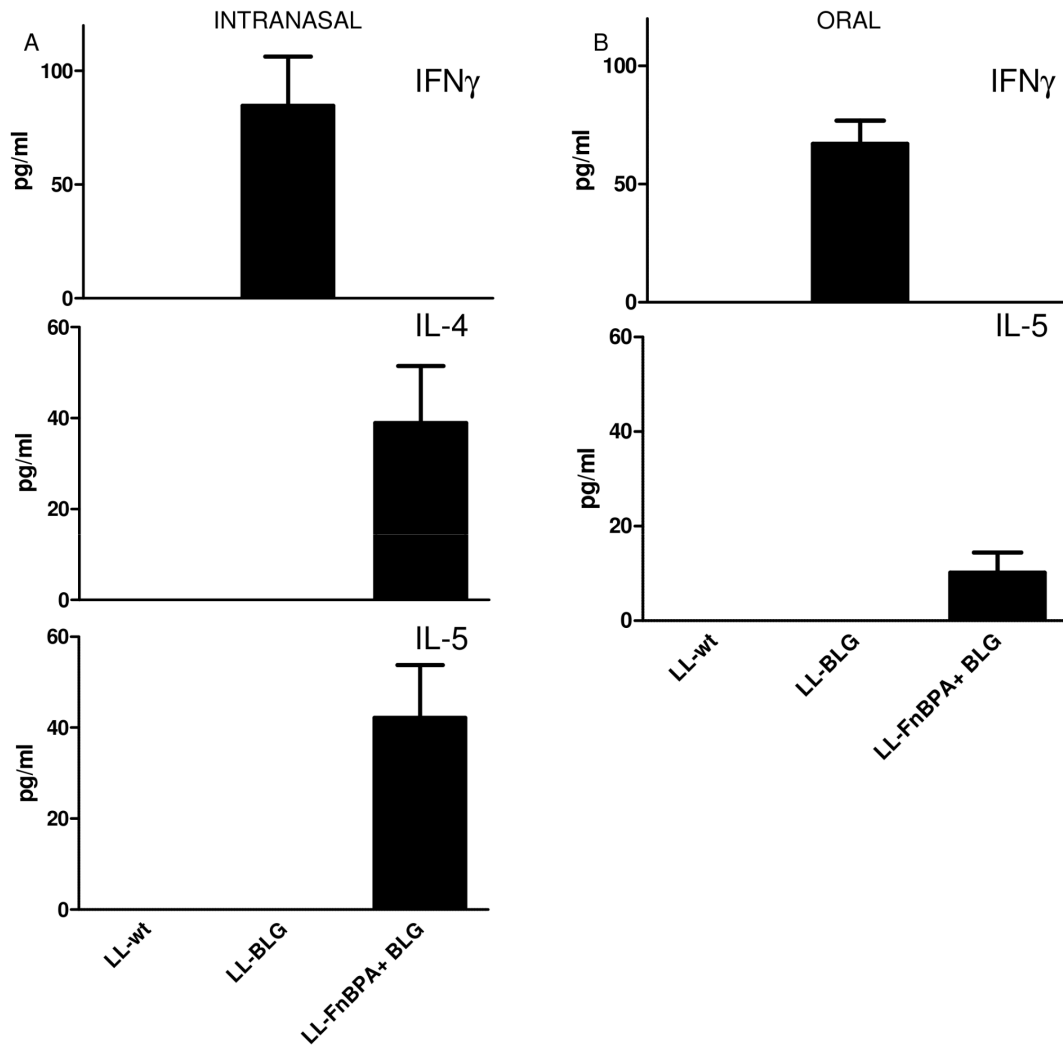 A
INTRANASAL
IFNγ
pg/ml
100
50
0
IL-4
pg/ml
60
40
20
0
IL-5
pg/ml
60
40
20
0
LL-wt
LL-BLG
LL-FnBPA+ BLG
B
ORAL
IFNγ
pg/ml
100
50
0
IL-5
pg/ml
60
40
20
0
LL-wt
LL-BLG
LL-FnBPA+ BLG